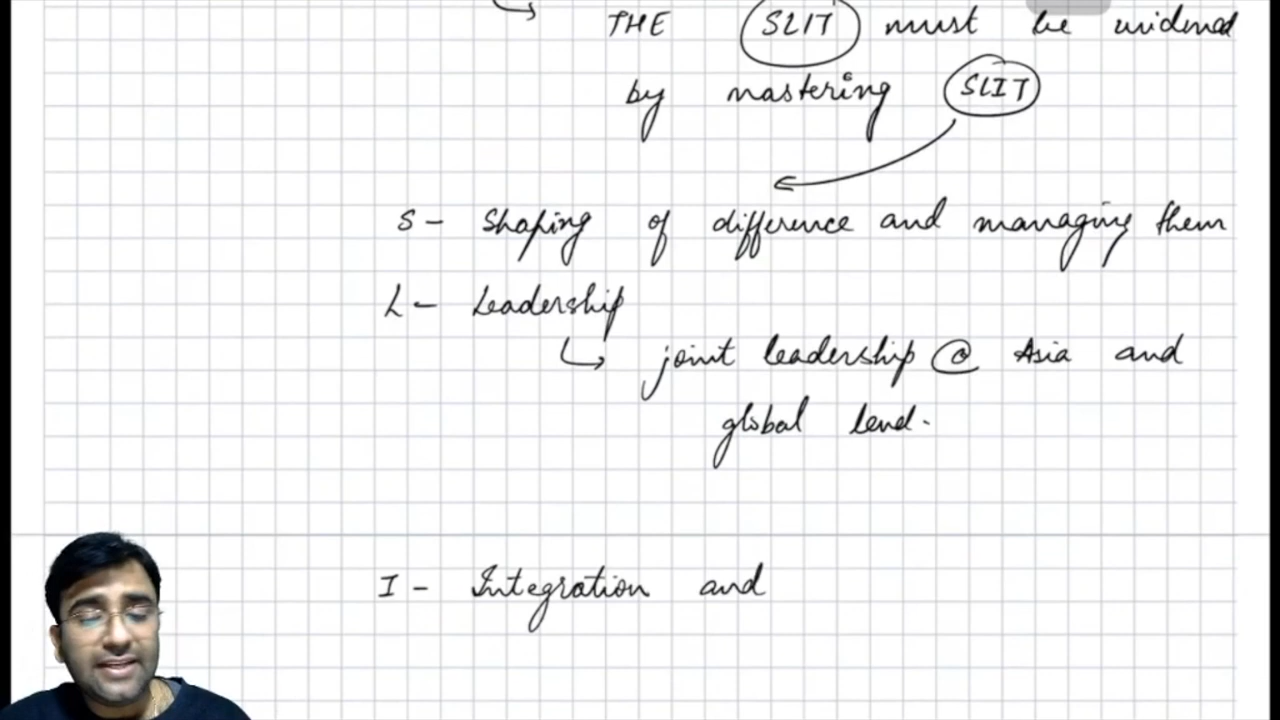 THE SLIT must be widened
by mastering SLIT
S - Shaping of difference and managing them
L - Leadership
joint leadership @ Asia and
global level.
I - Integration and